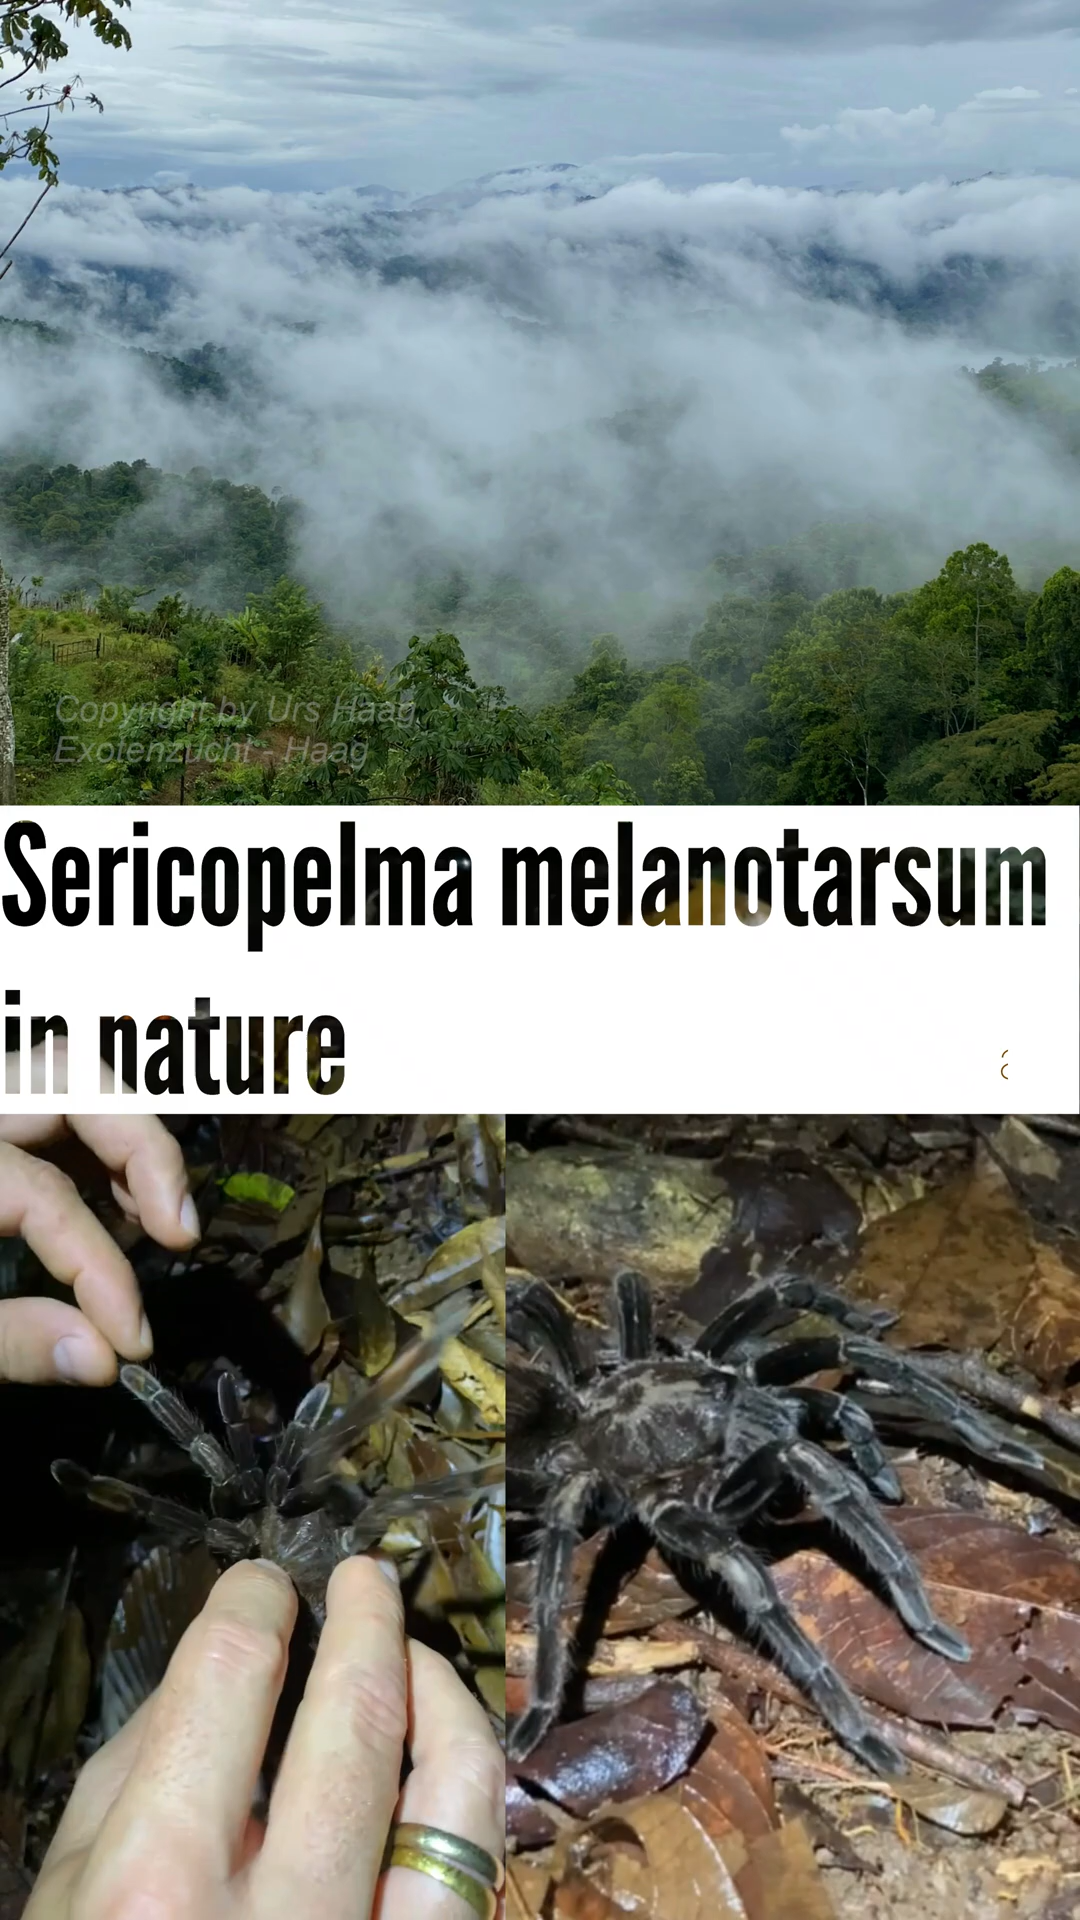 Copyright by Urs Haag
Exotenzucht - Haag
Sericopelma melanotarsum
in nature